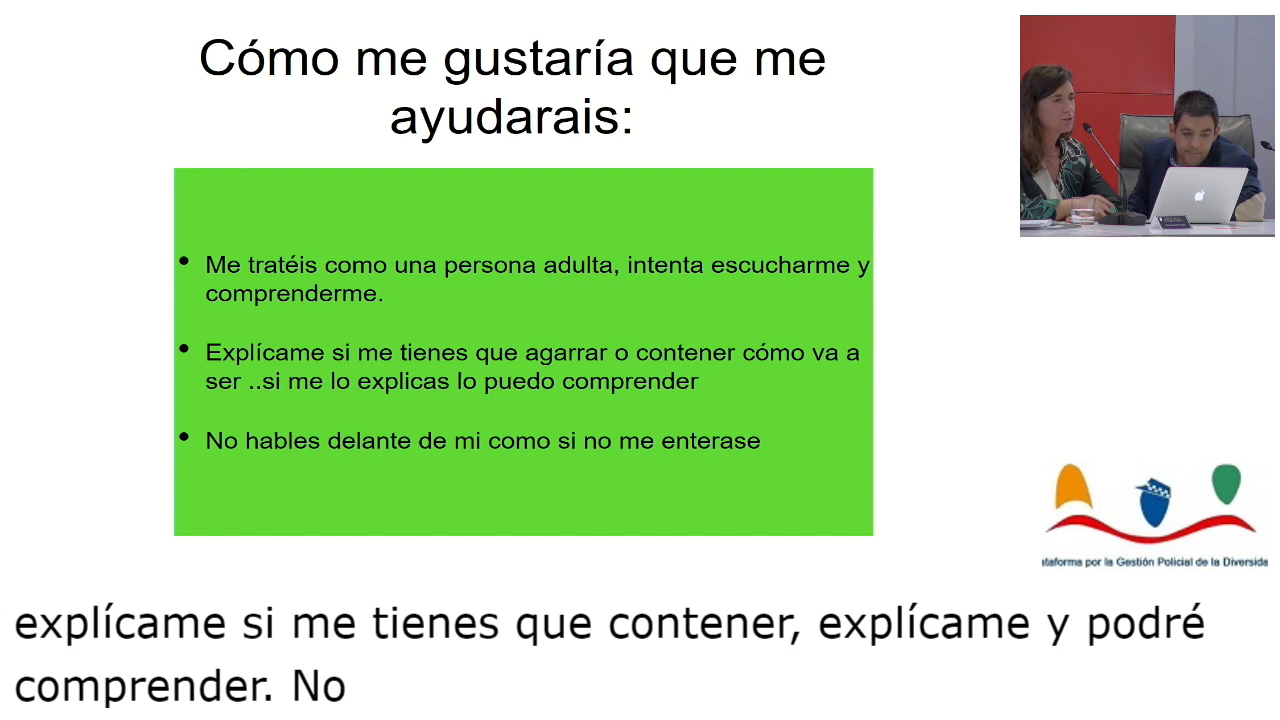 Cómo me gustaría que me
ayudarais:
• Me tratéis como una persona adulta, intenta escucharme y
comprenderme.
• Explícame si me tienes que agarrar o contener cómo va a
ser ..si me lo explicas lo puedo comprender
• No hables delante de mi como si no me enterase
ataforma por la Gestión Policial de la Diversida
explícame si me tienes que contener, explícame y podré
comprender. No